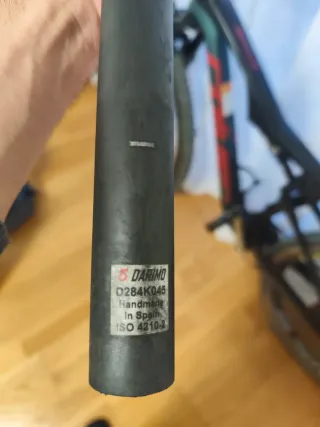 DARIMO
D284K045
Handmade
In Spain
ISO 4210-2